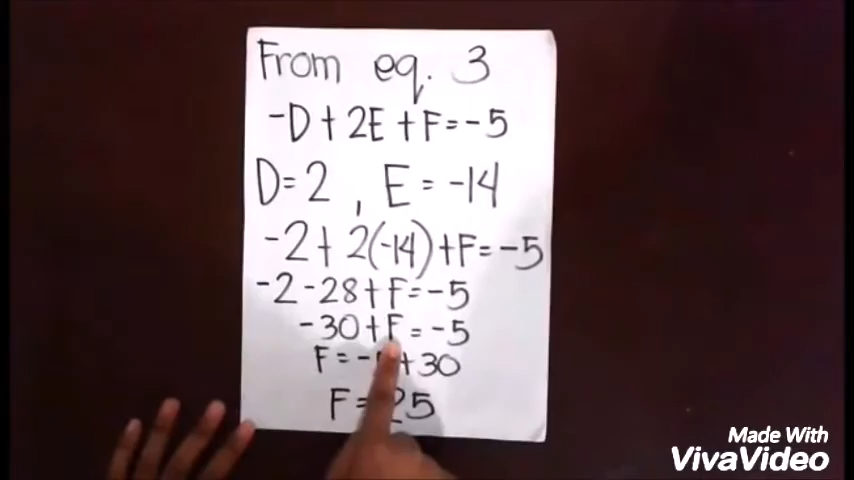 From eq. 3
-D + 2E + F = -5
D = 2 , E = -14
-2 + 2(-14) + F = -5
-2 - 28 + F = -5
-30 + F = -5
F = - + 30
F = 25
Made With
VivaVideo